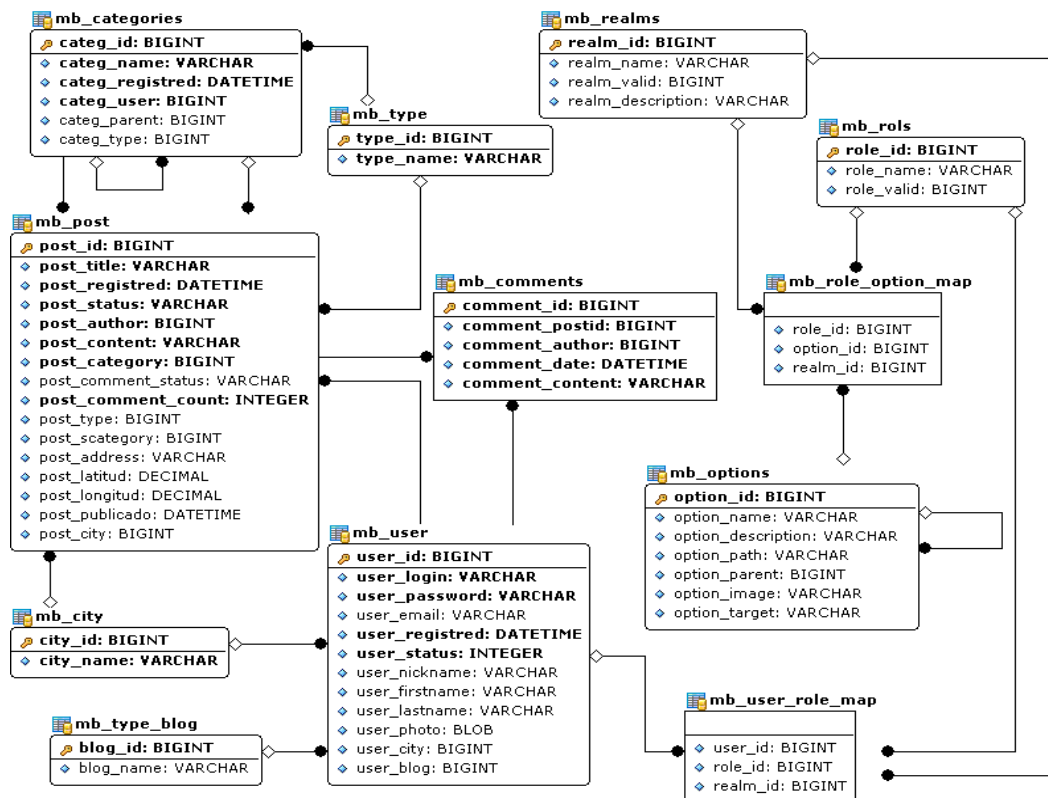 mb_categories
categ_id: BIGINT
categ_name: VARCHAR
categ_registred: DATETIME
categ_user: BIGINT
categ_parent: BIGINT
categ_type: BIGINT
mb_type
type_id: BIGINT
type_name: VARCHAR
mb_realms
realm_id: BIGINT
realm_name: VARCHAR
realm_valid: BIGINT
realm_description: VARCHAR
mb_rols
role_id: BIGINT
role_name: VARCHAR
role_valid: BIGINT
mb_post
post_id: BIGINT
post_title: VARCHAR
post_registred: DATETIME
post_status: VARCHAR
post_author: BIGINT
post_content: VARCHAR
post_category: BIGINT
post_comment_status: VARCHAR
post_comment_count: INTEGER
post_type: BIGINT
post_scategory: BIGINT
post_address: VARCHAR
post_latitud: DECIMAL
post_longitud: DECIMAL
post_publicado: DATETIME
post_city: BIGINT
mb_comments
comment_id: BIGINT
comment_postid: BIGINT
comment_author: BIGINT
comment_date: DATETIME
comment_content: VARCHAR
mb_role_option_map
role_id: BIGINT
option_id: BIGINT
realm_id: BIGINT
mb_options
option_id: BIGINT
option_name: VARCHAR
option_description: VARCHAR
option_path: VARCHAR
option_parent: BIGINT
option_image: VARCHAR
option_target: VARCHAR
mb_user
user_id: BIGINT
user_login: VARCHAR
user_password: VARCHAR
user_email: VARCHAR
user_registred: DATETIME
user_status: INTEGER
user_nickname: VARCHAR
user_firstname: VARCHAR
user_lastname: VARCHAR
user_photo: BLOB
user_city: BIGINT
user_blog: BIGINT
mb_city
city_id: BIGINT
city_name: VARCHAR
mb_type_blog
blog_id: BIGINT
blog_name: VARCHAR
mb_user_role_map
user_id: BIGINT
role_id: BIGINT
realm_id: BIGINT